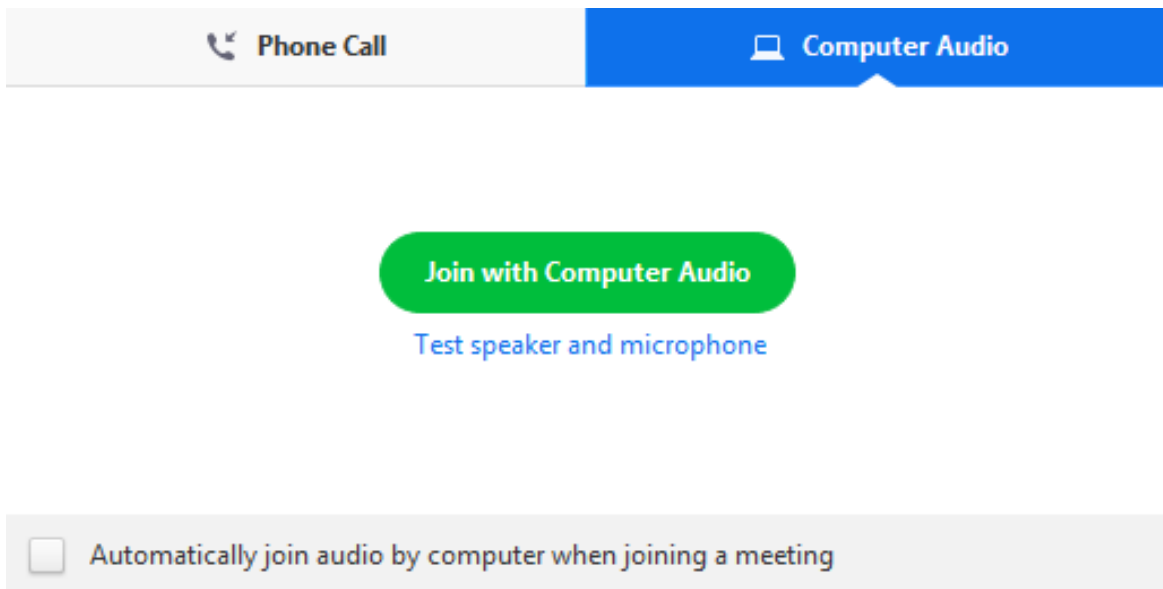 Phone Call
Computer Audio
Join with Computer Audio
Test speaker and microphone
Automatically join audio by computer when joining a meeting